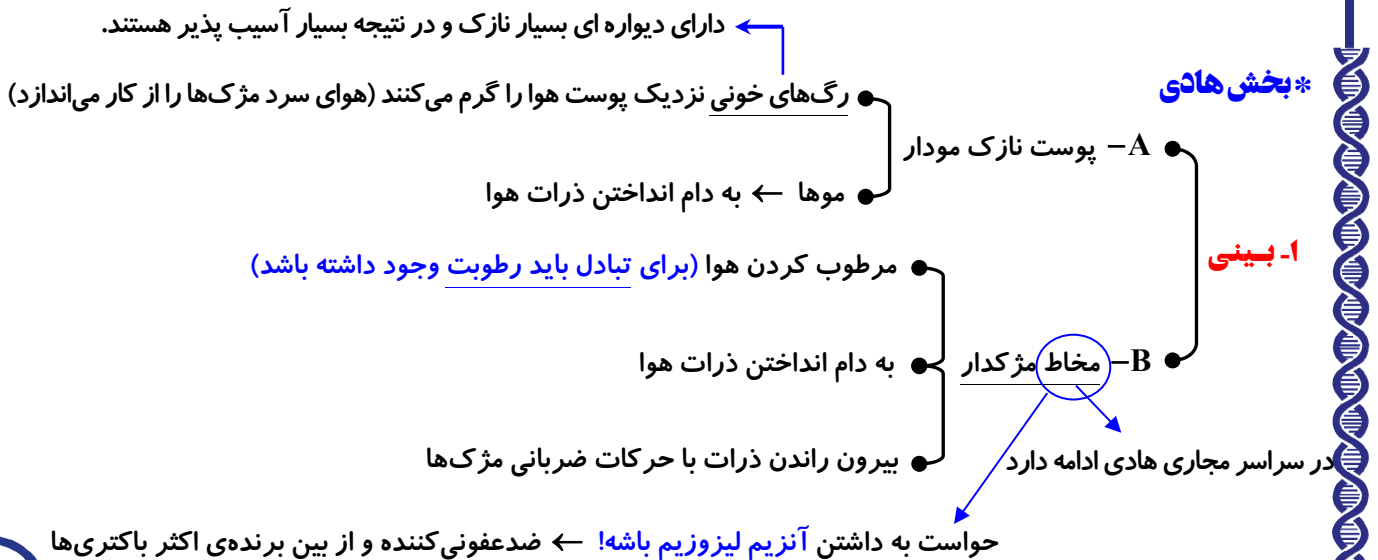 دارای دیواره ای بسیار نازک و در نتیجه بسیار آسیب پذیر هستند.
*بخش هادی
رگ‌های خونی نزدیک پوست هوا را گرم می‌کنند (هوای سرد مژک‌ها را از کار می‌اندازد)
A – پوست نازک مودار
موها ← به دام انداختن ذرات هوا
۱ـ بـینی
مرطوب کردن هوا (برای تبادل باید رطوبت وجود داشته باشد)
B – مخاط مژکدار
به دام انداختن ذرات هوا
بیرون راندن ذرات با حرکات ضربانی مژک‌ها
در سراسر مجاری هادی ادامه دارد
حواست به داشتن آنزیم لیزوزیم باشه! ← ضدعفونی‌کننده و از بین برنده‌ی اکثر باکتری‌ها